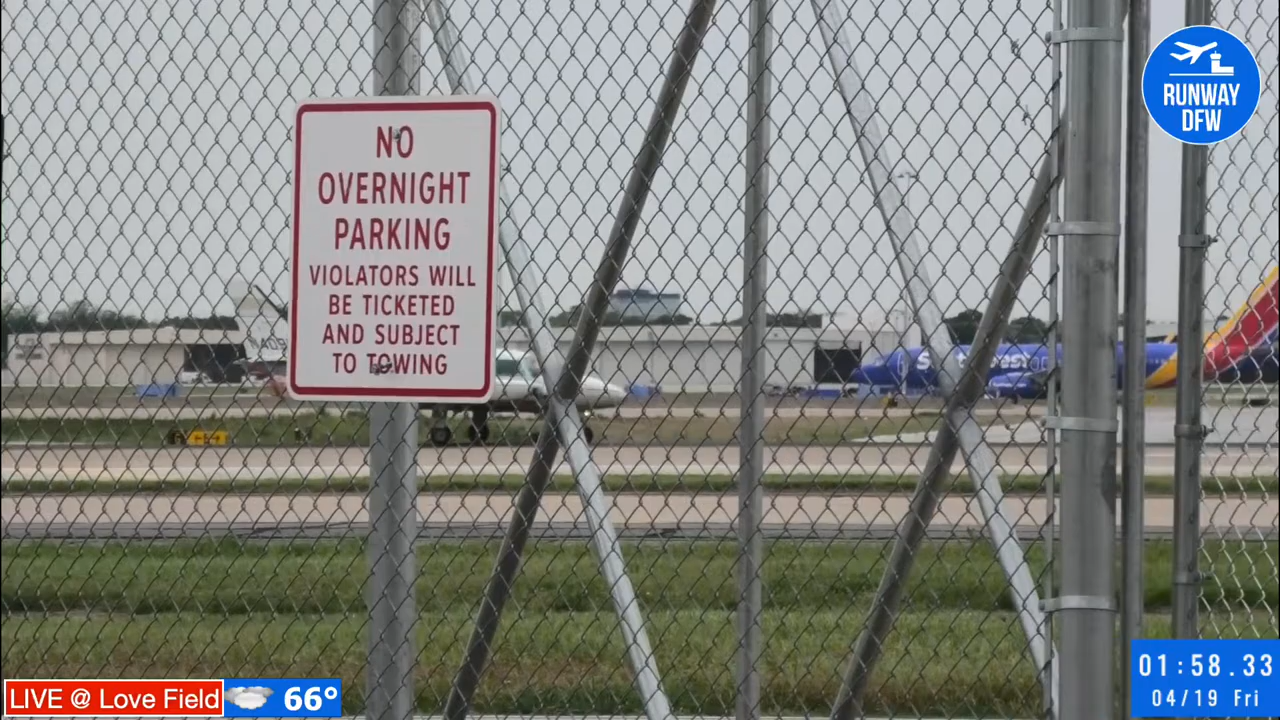 RUNWAY
DFW
NO
OVERNIGHT
PARKING
VIOLATORS WILL
BE TICKETED
AND SUBJECT
TO TOWING
LIVE @ Love Field
66°
01:58.33
04/19 Fri